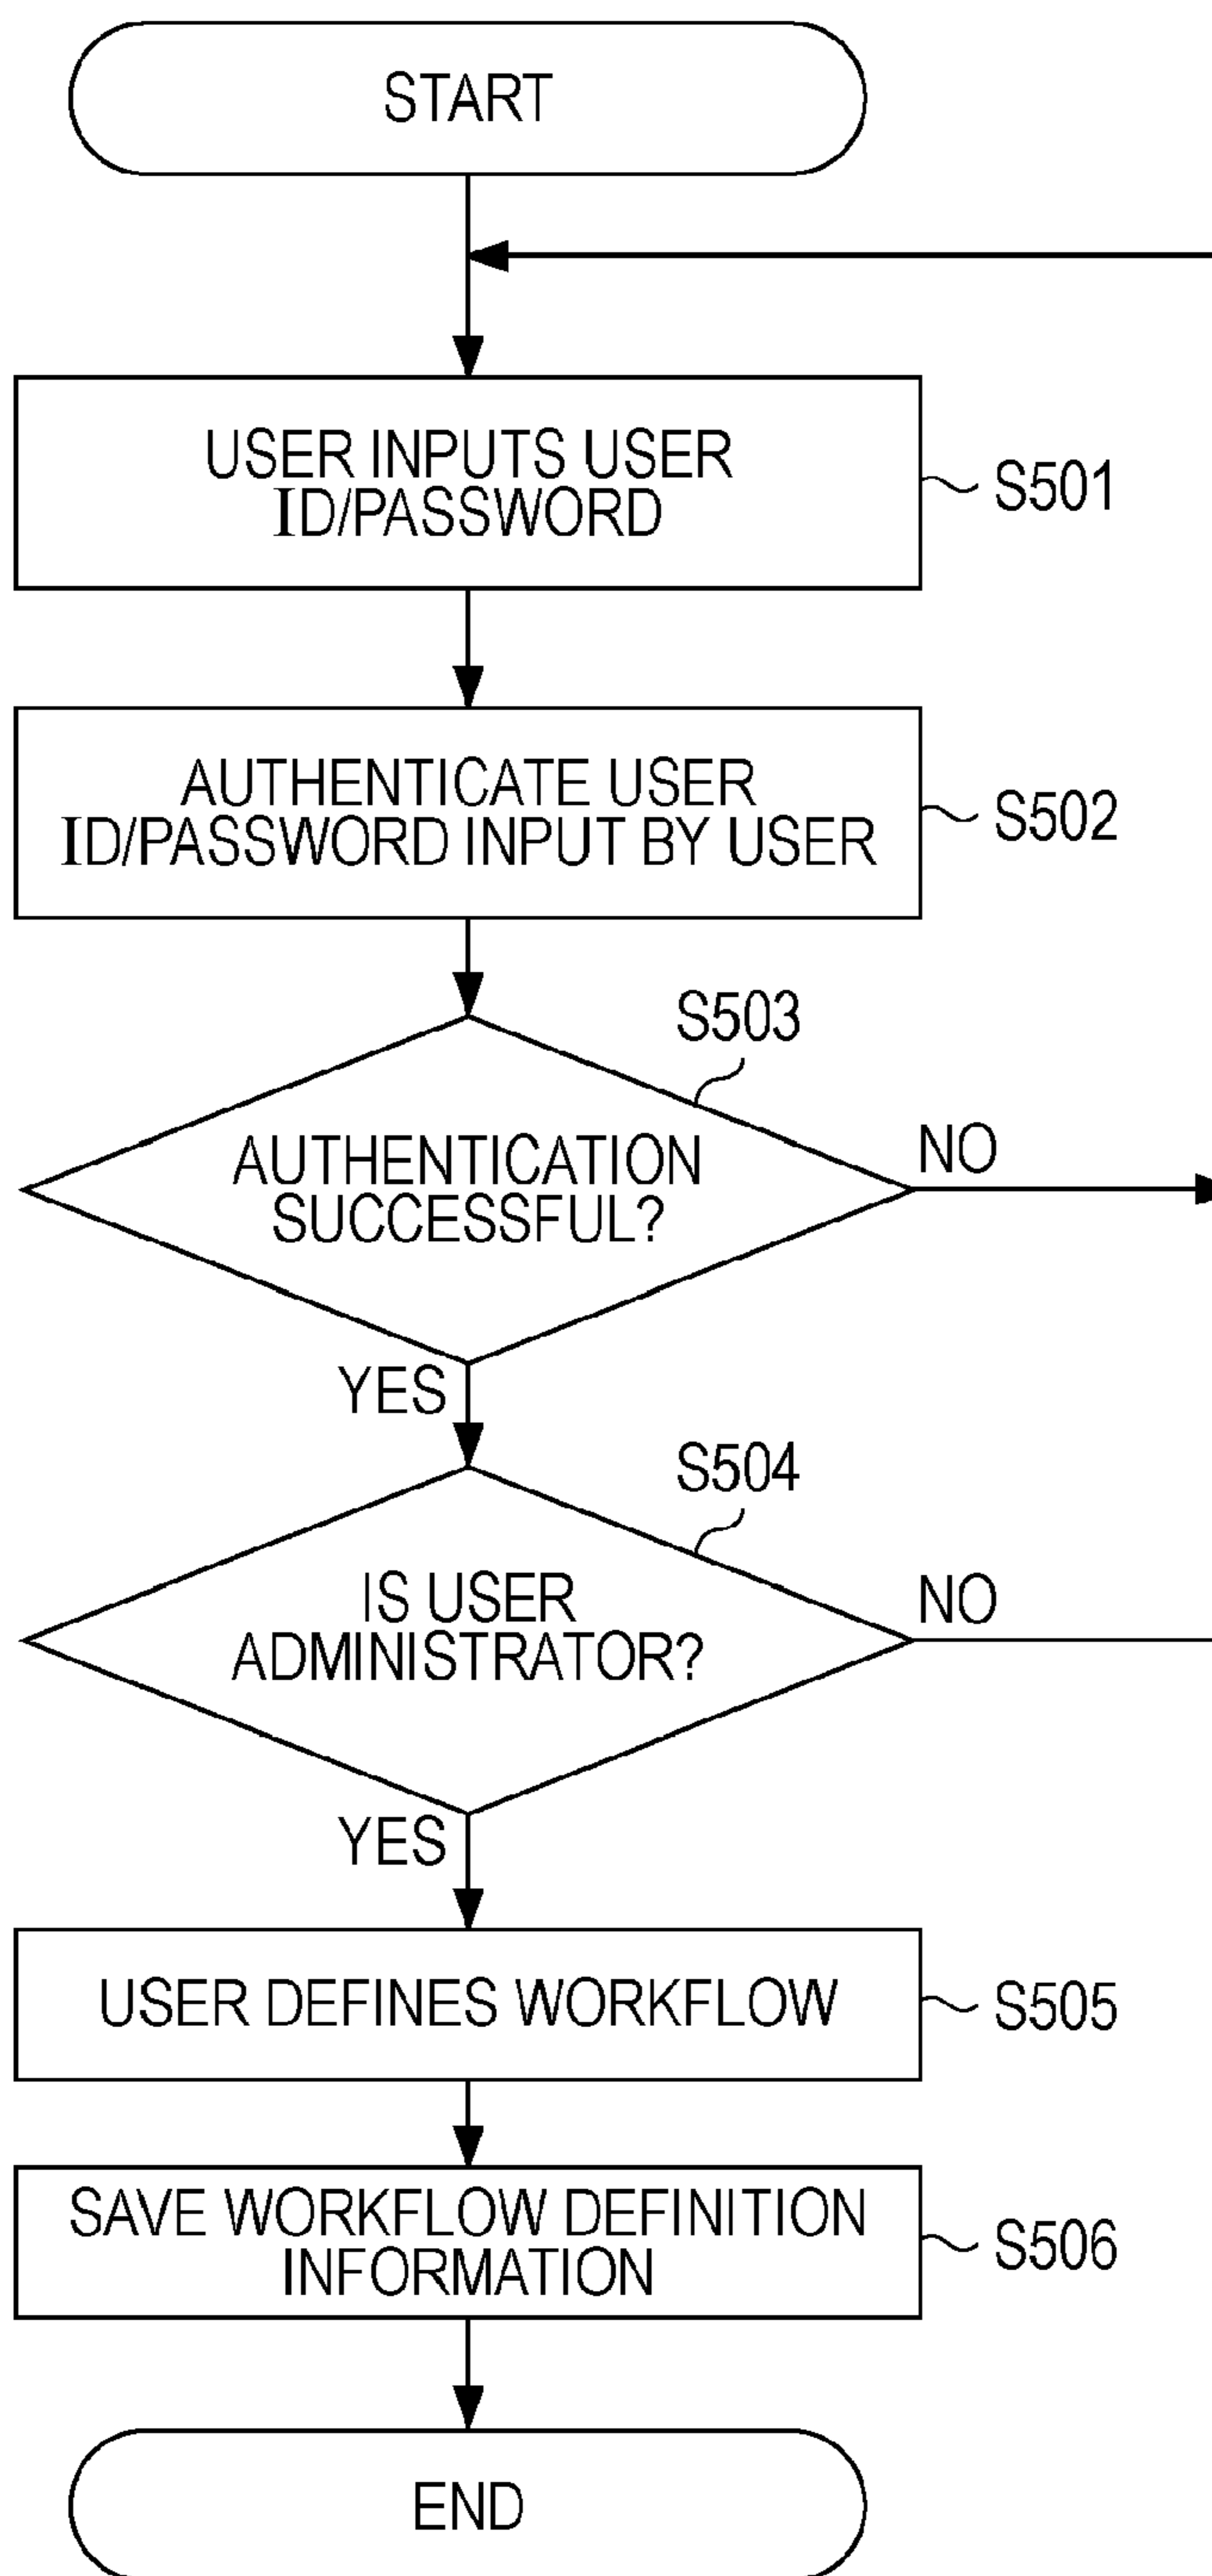 START
USER INPUTS USER
ID/PASSWORD
S501
AUTHENTICATE USER
ID/PASSWORD INPUT BY USER
S502
S503
AUTHENTICATION
SUCCESSFUL?
NO
YES
S504
IS USER
ADMINISTRATOR?
NO
YES
USER DEFINES WORKFLOW
S505
SAVE WORKFLOW DEFINITION
INFORMATION
S506
END